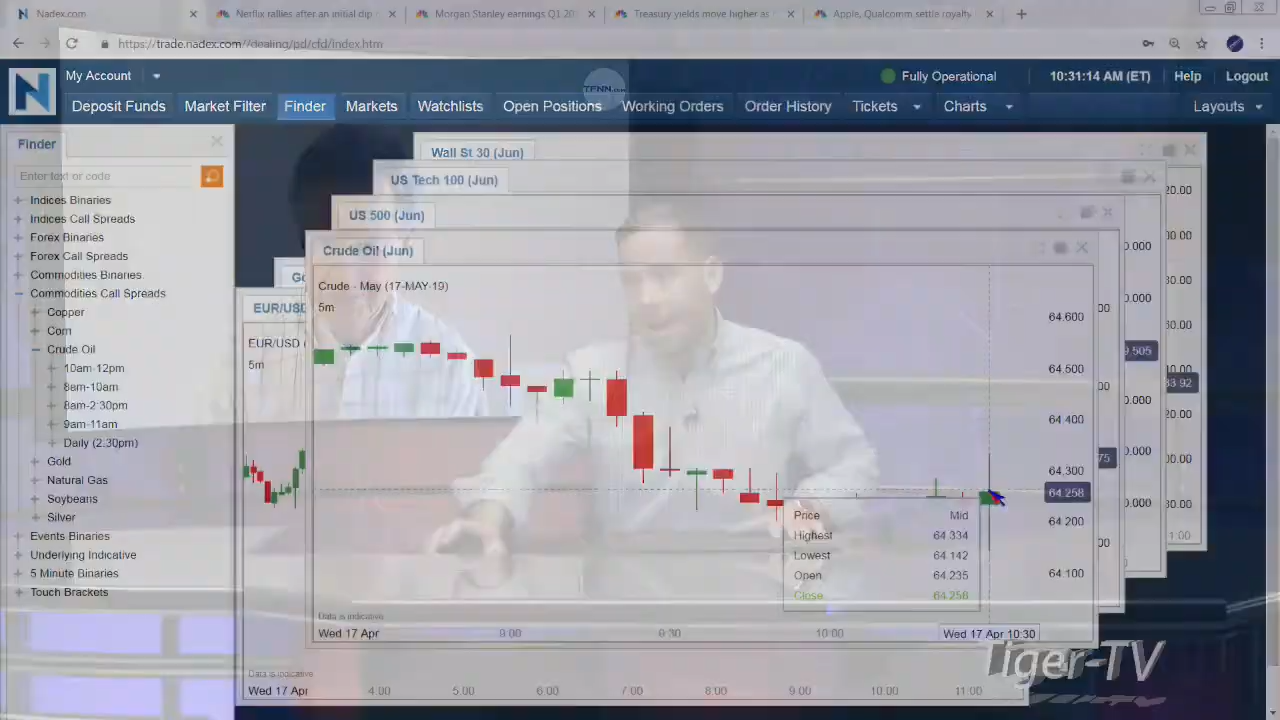 Nadex.com
Netflix rallies after an initial dip
Morgan Stanley earnings Q1 20
Treasury yields move higher as
Apple, Qualcomm settle royalty
https://trade.nadex.com//dealing/pd/cfd/index.htm
N
My Account
Fully Operational
10:31:14 AM (ET)
Help
Logout
Deposit Funds
Market Filter
Finder
Markets
Watchlists
Open Positions
Working Orders
Order History
Tickets
Charts
Layouts
Finder
Enter text or code
Indices Binaries
Indices Call Spreads
Forex Binaries
Forex Call Spreads
Commodities Binaries
Commodities Call Spreads
Copper
Corn
Crude Oil
10am-12pm
8am-10am
8am-2:30pm
9am-11am
Daily (2:30pm)
Gold
Natural Gas
Soybeans
Silver
Events Binaries
Underlying Indicative
5 Minute Binaries
Touch Brackets
Wall St 30 (Jun)
US Tech 100 (Jun)
US 500 (Jun)
Crude Oil (Jun)
Crude - May (17-MAY-19)
5m
64.600
64.500
64.400
64.300
64.258
64.200
64.100
Price Mid
Highest 64.334
Lowest 64.142
Open 64.235
Close 64.258
Data is indicative
Wed 17 Apr
9:00
9:30
10:00
Wed 17 Apr 10:30
EUR/USD
EUR/USD
5m
Data is indicative
Wed 17 Apr
4:00
5:00
6:00
7:00
8:00
9:00
10:00
11:00
Tiger-TV